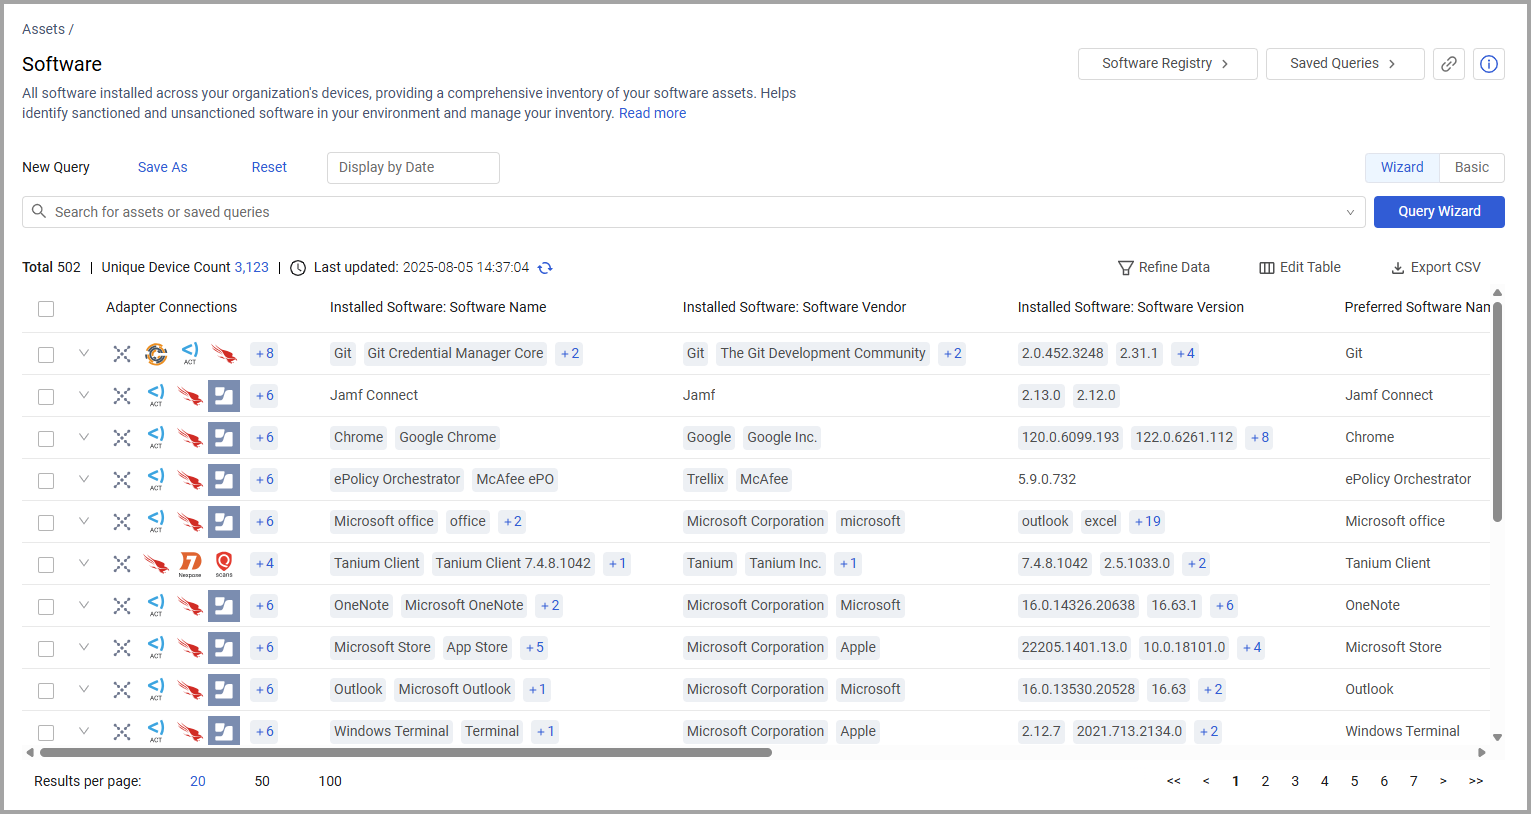 Assets /
Software
Software Registry >
Saved Queries >
All software installed across your organization's devices, providing a comprehensive inventory of your software assets. Helps
identify sanctioned and unsanctioned software in your environment and manage your inventory. Read more
New Query Save As Reset Display by Date Wizard Basic
Search for assets or saved queries Query Wizard
Total 502 | Unique Device Count 3,123 | Last updated: 2025-08-05 14:37:04 Refine Data Edit Table Export CSV
Adapter Connections Installed Software: Software Name Installed Software: Software Vendor Installed Software: Software Version Preferred Software Nan
ACT +8 Git Git Credential Manager Core +2 Git The Git Development Community +2 2.0.452.3248 2.31.1 +4 Git
ACT +6 Jamf Connect Jamf 2.13.0 2.12.0 Jamf Connect
ACT +6 Chrome Google Chrome Google Google Inc. 120.0.6099.193 122.0.6261.112 +8 Chrome
ACT +6 ePolicy Orchestrator McAfee ePO Trellix McAfee 5.9.0.732 ePolicy Orchestrator
ACT +6 Microsoft office office +2 Microsoft Corporation microsoft outlook excel +19 Microsoft office
Nexpose scans +4 Tanium Client Tanium Client 7.4.8.1042 +1 Tanium Tanium Inc. +1 7.4.8.1042 2.5.1033.0 +2 Tanium Client
ACT +6 OneNote Microsoft OneNote +2 Microsoft Corporation Microsoft 16.0.14326.20638 16.63.1 +6 OneNote
ACT +6 Microsoft Store App Store +5 Microsoft Corporation Apple 22205.1401.13.0 10.0.18101.0 +4 Microsoft Store
ACT +6 Outlook Microsoft Outlook +1 Microsoft Corporation Microsoft 16.0.13530.20528 16.63 +2 Outlook
ACT +6 Windows Terminal Terminal +1 Microsoft Corporation Apple 2.12.7 2021.713.2134.0 +2 Windows Terminal
Results per page: 20 50 100 << < 1 2 3 4 5 6 7 > >>